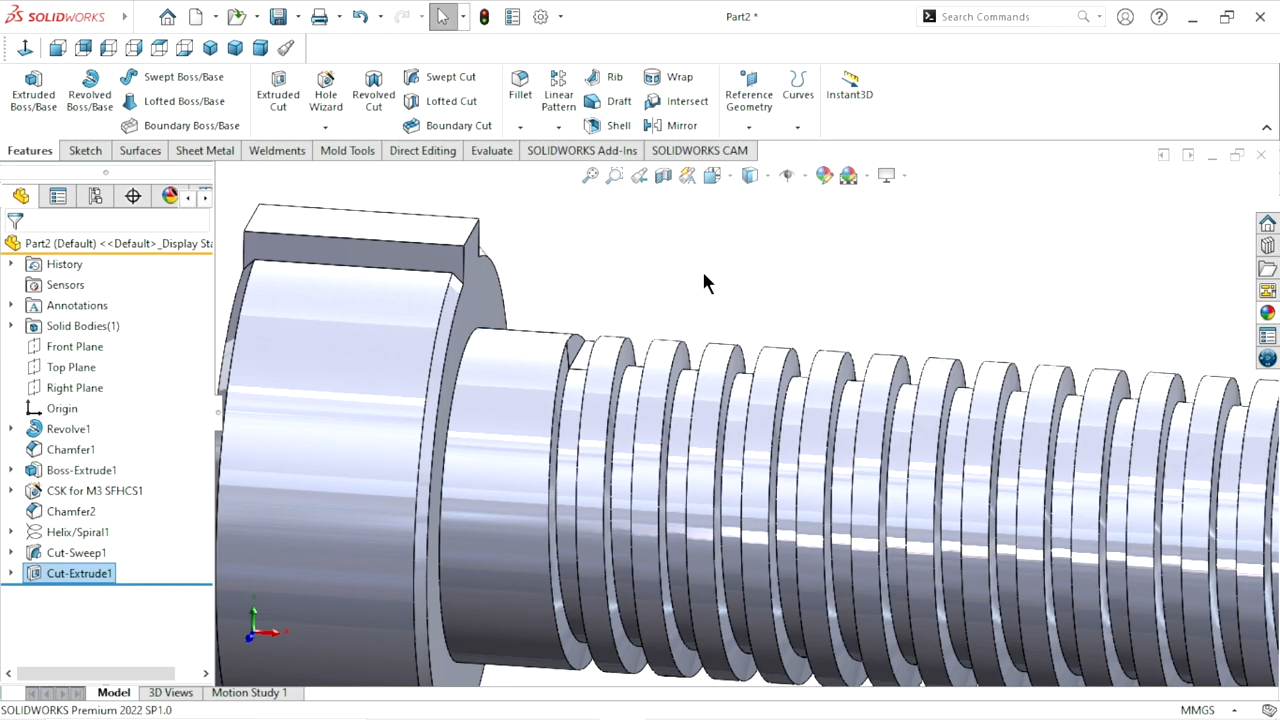 SOLIDWORKS
Part2 *
Search Commands
Extruded Boss/Base
Revolved Boss/Base
Swept Boss/Base
Lofted Boss/Base
Boundary Boss/Base
Extruded Cut
Hole Wizard
Revolved Cut
Swept Cut
Lofted Cut
Boundary Cut
Fillet
Linear Pattern
Rib
Draft
Shell
Wrap
Intersect
Mirror
Reference Geometry
Curves
Instant3D
Features Sketch Surfaces Sheet Metal Weldments Mold Tools Direct Editing Evaluate SOLIDWORKS Add-Ins SOLIDWORKS CAM
Part2 (Default) <<Default>_Display Sta
History
Sensors
Annotations
Solid Bodies(1)
Front Plane
Top Plane
Right Plane
Origin
Revolve1
Chamfer1
Boss-Extrude1
CSK for M3 SFHCS1
Chamfer2
Helix/Spiral1
Cut-Sweep1
Cut-Extrude1
Model 3D Views Motion Study 1
SOLIDWORKS Premium 2022 SP1.0
MMGS